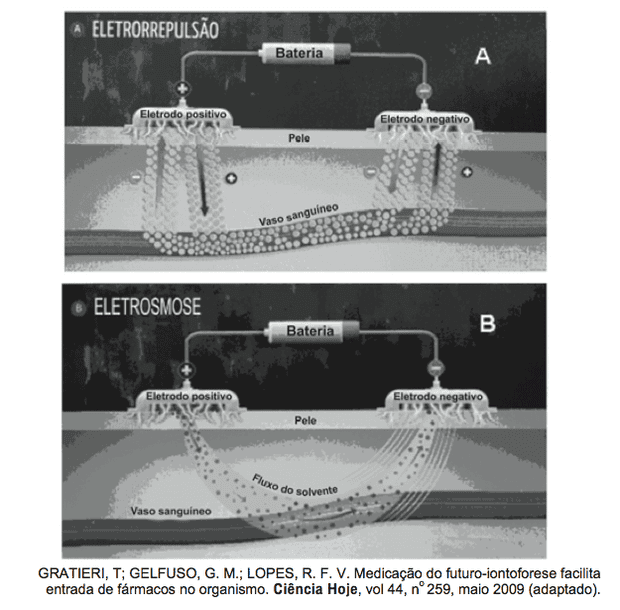 A ELETRORREPULSÃO
Bateria
A
+
−
Eletrodo positivo
Eletrodo negativo
Pele
−
+
−
+
Vaso sanguíneo
B ELETROSMOSE
Bateria
B
+
−
Eletrodo positivo
Eletrodo negativo
Pele
Fluxo do solvente
Vaso sanguíneo
GRATIERI, T; GELFUSO, G. M.; LOPES, R. F. V. Medicação do futuro-iontoforese facilita
entrada de fármacos no organismo. Ciência Hoje, vol 44, nº 259, maio 2009 (adaptado).